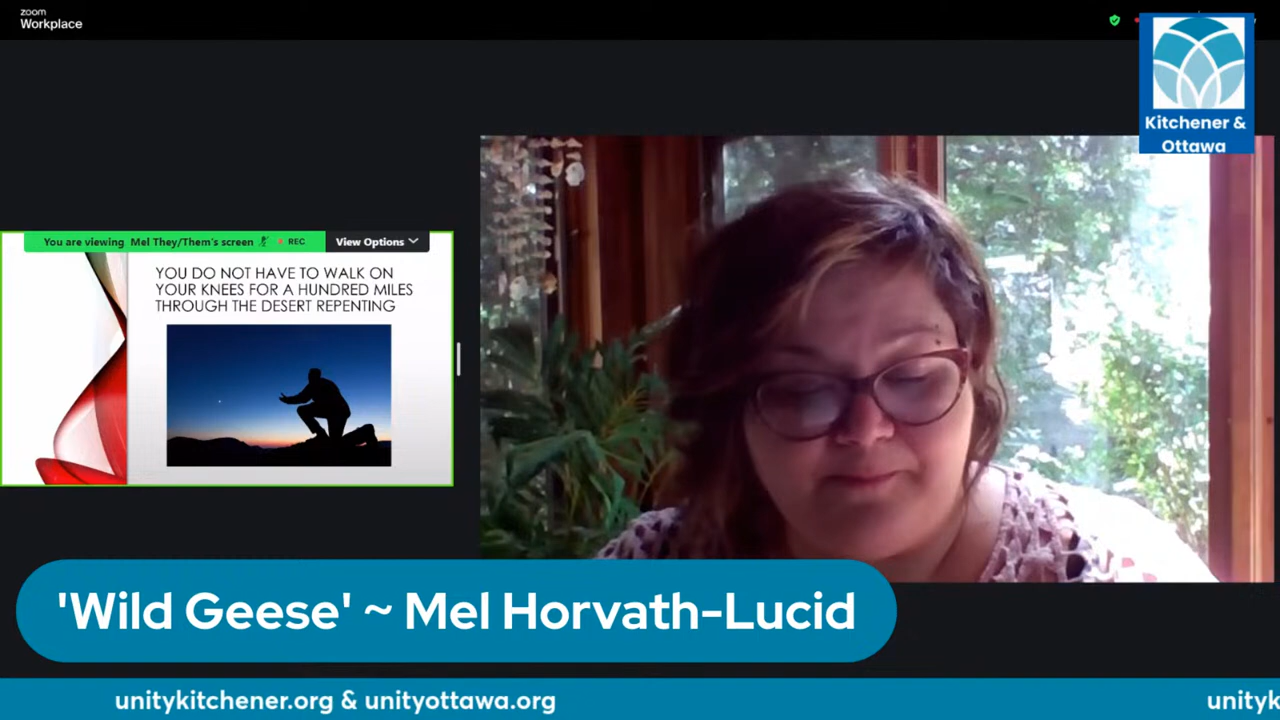 zoom
Workplace
Kitchener &
Ottawa
You are viewing Mel They/Them's screen
REC
View Options
YOU DO NOT HAVE TO WALK ON
YOUR KNEES FOR A HUNDRED MILES
THROUGH THE DESERT REPENTING
'Wild Geese' ~ Mel Horvath-Lucid
unitykitchener.org & unityottawa.org
unityk